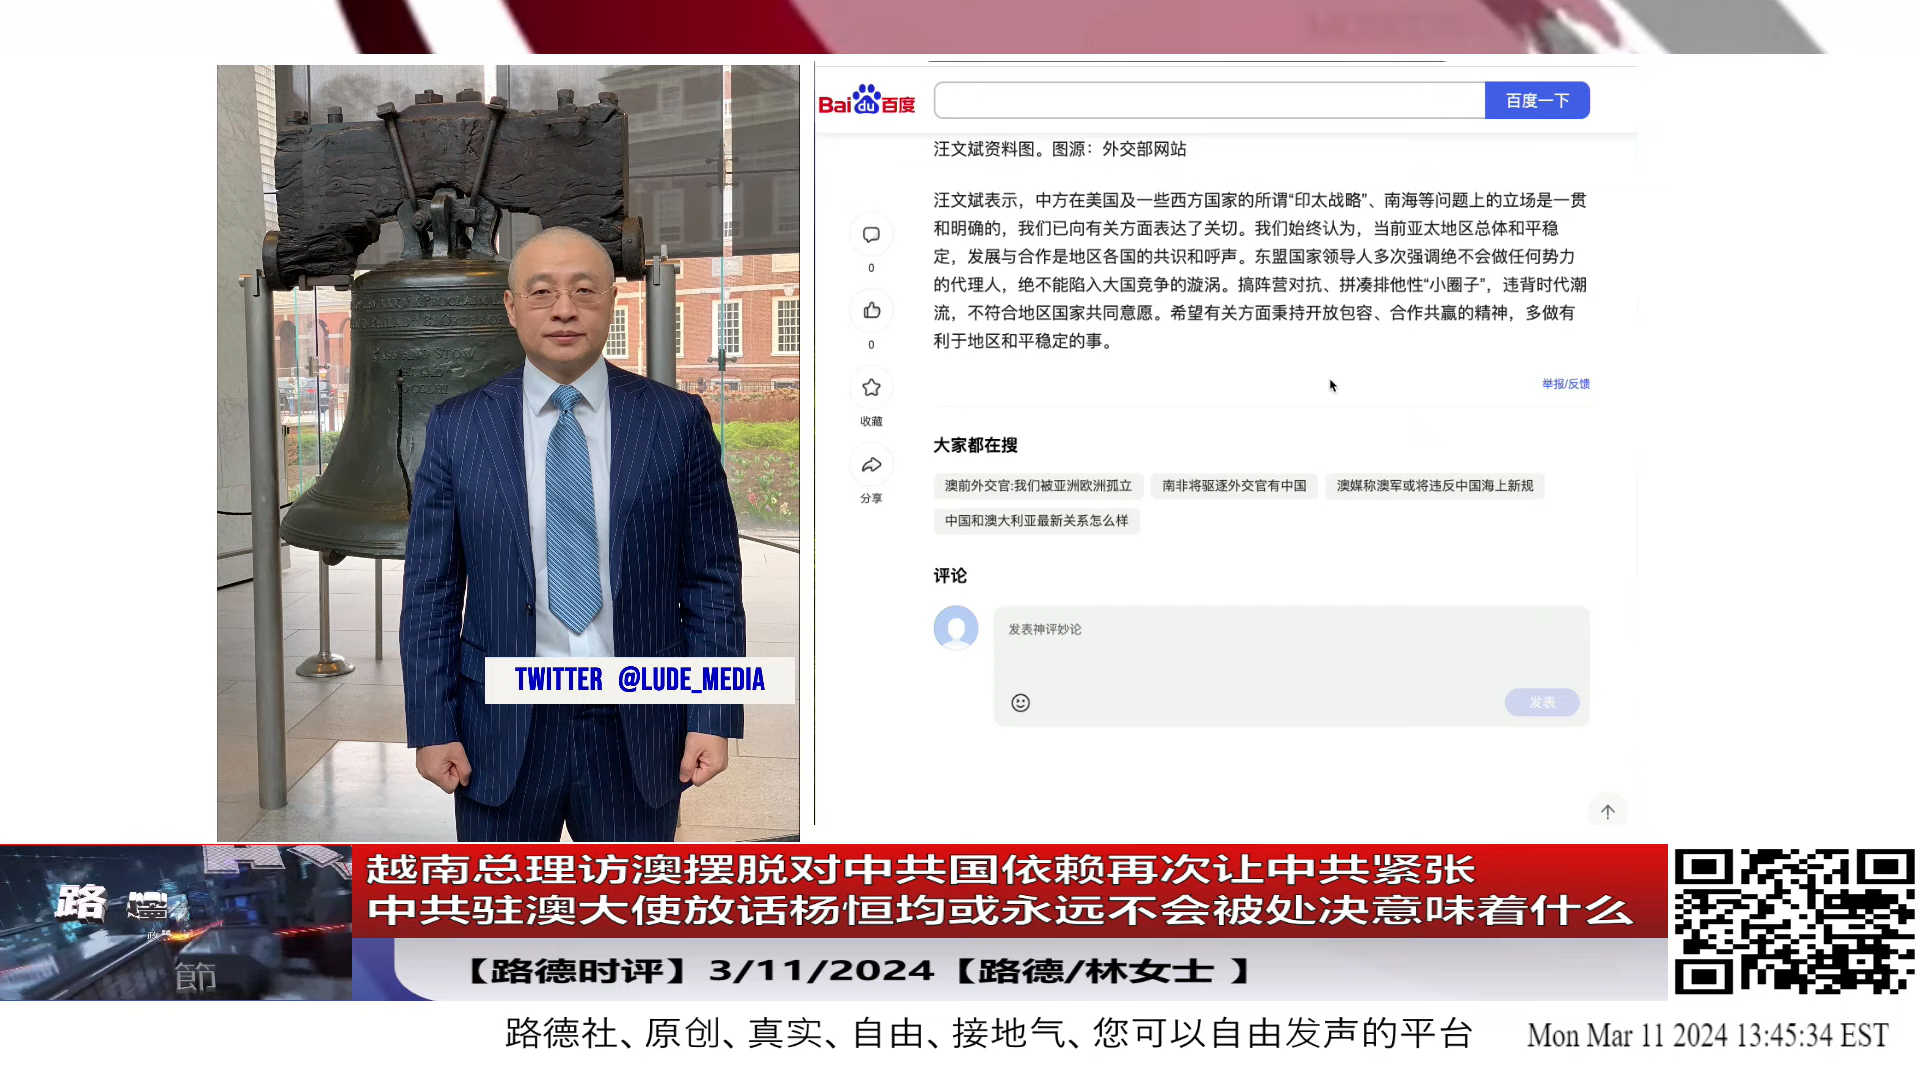 Bai du 百度
百度一下
汪文斌资料图。图源：外交部网站
汪文斌表示，中方在美国及一些西方国家的所谓“印太战略”、南海等问题上的立场是一贯
和明确的，我们已向有关方面表达了关切。我们始终认为，当前亚太地区总体和平稳
定，发展与合作是地区各国的共识和呼声。东盟国家领导人多次强调绝不会做任何势力
的代理人，绝不能陷入大国竞争的漩涡。搞阵营对抗、拼凑排他性“小圈子”，违背时代潮
流，不符合地区国家共同意愿。希望有关方面秉持开放包容、合作共赢的精神，多做有
利于地区和平稳定的事。
0
0
收藏
分享
举报/反馈
大家都在搜
澳前外交官:我们被亚洲欧洲孤立
南非将驱逐外交官有中国
澳媒称澳军或将违反中国海上新规
中国和澳大利亚最新关系怎么样
评论
发表神评妙论
发表
PASS AND STOW
TWITTER @LUDE_MEDIA
越南总理访澳摆脱对中共国依赖再次让中共紧张
中共驻澳大使放话杨恒均或永远不会被处决意味着什么
【路德时评】3/11/2024【路德/林女士 】
路
節
路德社、原创、真实、自由、接地气、您可以自由发声的平台
Mon Mar 11 2024 13:45:34 EST